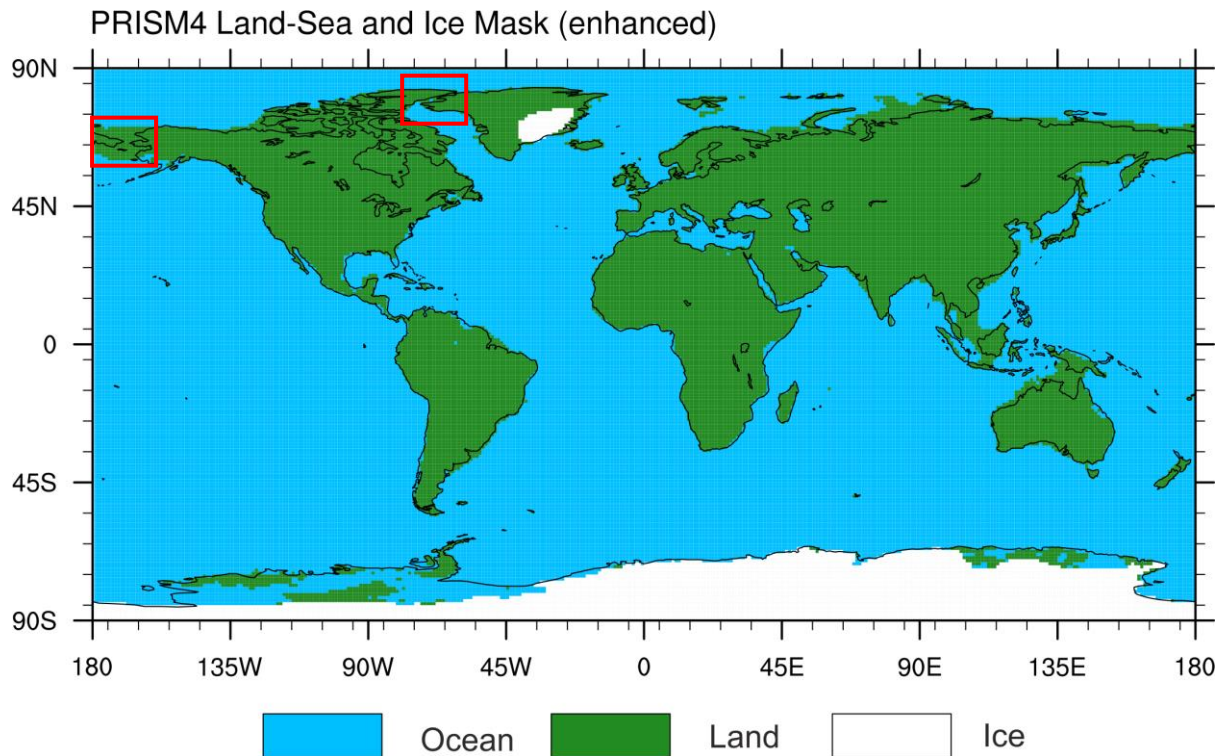 PRISM4 Land-Sea and Ice Mask (enhanced)
90N
45N
0
45S
90S
180 135W 90W 45W 0 45E 90E 135E 180
Ocean Land Ice